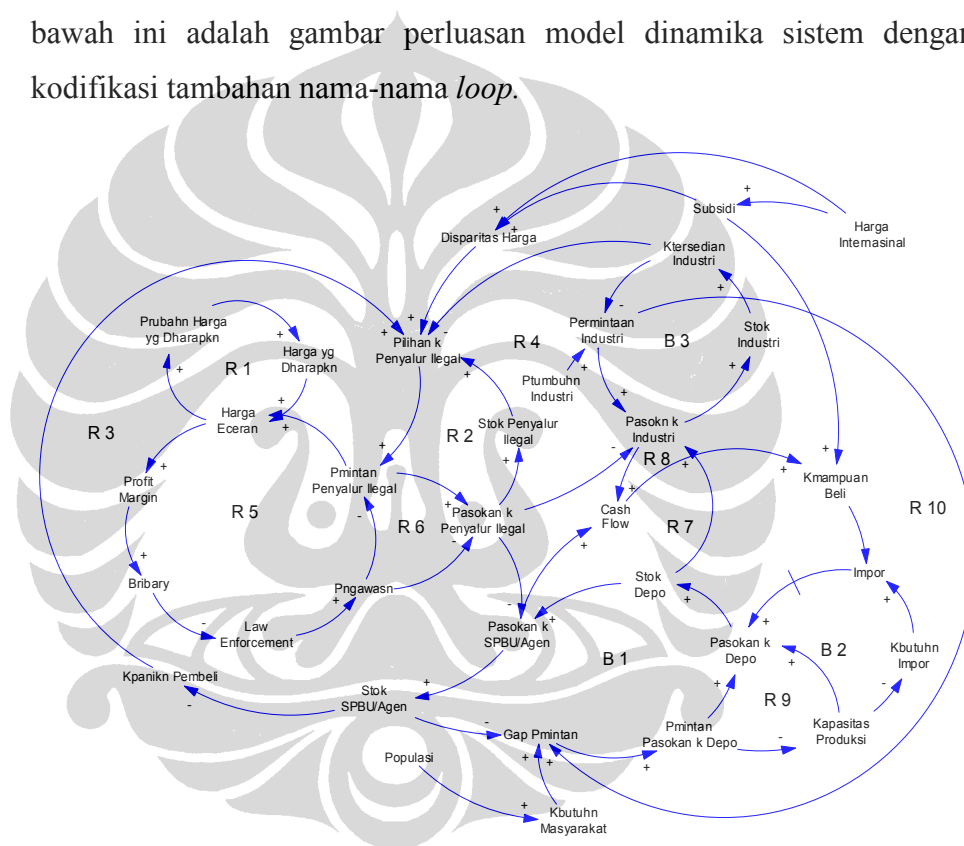 bawah ini adalah gambar perluasan model dinamika sistem dengan
kodifikasi tambahan nama-nama loop.
+
Subsidi
Harga
Internasinal
+
+
Disparitas Harga
Ktersedian
Industri
Prubahn Harga
yg Dharapkn
+
+
-
Pilihan k
Penyalur Ilegal
-
Permintaan
Industri
+
Stok
Industri
+
Harga yg
Dharapkn
R 4
B 3
R 1
+
+
+
Ptumbuhn
Industri
+
Harga
Eceran
+
+
Pasokn k
Industri
R 3
R 2
Stok Penyalur
Ilegal
-
R 8
+
+
Profit
Margin
+
Pmintan
Penyalur Ilegal
+
+
+
+
Kmampuan
Beli
R 5
R 6
+
Pasokan k
Penyalur Ilegal
-
-
Cash
Flow
R 7
R 10
+
+
Bribary
Pngawasn
+
Stok
Depo
+
Impor
+
-
Law
Enforcement
-
Pasokan k
SPBU/Agen
+
Pasokan k
Depo
+
+
B 2
Kbutuhn
Impor
B 1
Kpanikn Pembeli
-
+
Stok
SPBU/Agen
+
R 9
-
-
Gap Pmintan
Pmintan
Pasokan k Depo
-
Kapasitas
Produksi
Populasi
+
+
+
+
Kbutuhn
Masyarakat